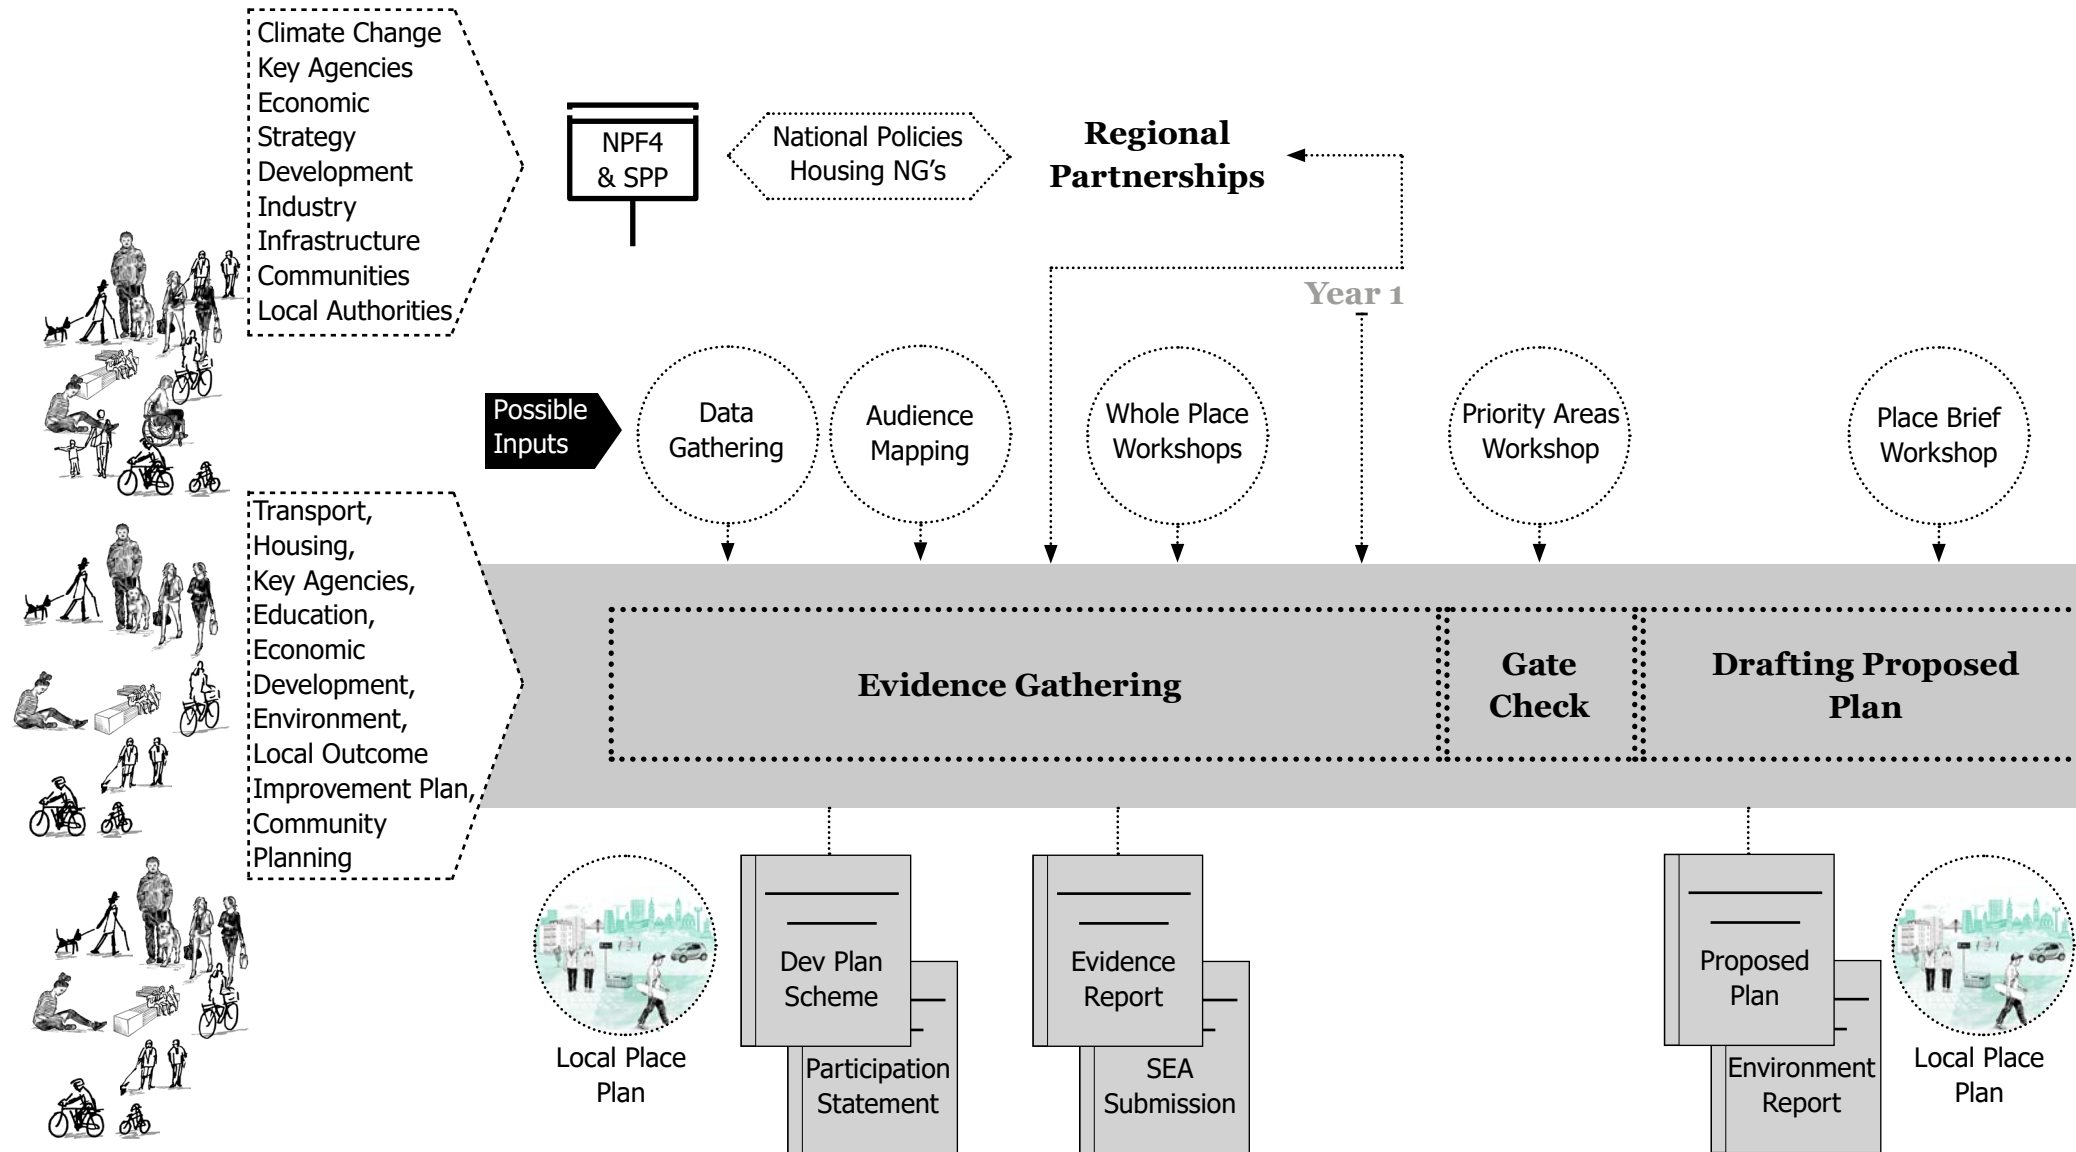 Climate Change
Key Agencies
Economic
Strategy
Development
Industry
Infrastructure
Communities
Local Authorities
NPF4
& SPP
National Policies
Housing NG’s
Regional
Partnerships
Year 1
Possible
Inputs
Data
Gathering
Audience
Mapping
Whole Place
Workshops
Priority Areas
Workshop
Place Brief
Workshop
Transport,
Housing,
Key Agencies,
Education,
Economic
Development,
Environment,
Local Outcome
Improvement Plan,
Community
Planning
Evidence Gathering
Gate
Check
Drafting Proposed
Plan
Local Place
Plan
Dev Plan
Scheme
Participation
Statement
Evidence
Report
SEA
Submission
Proposed
Plan
Environment
Report
Local Place
Plan